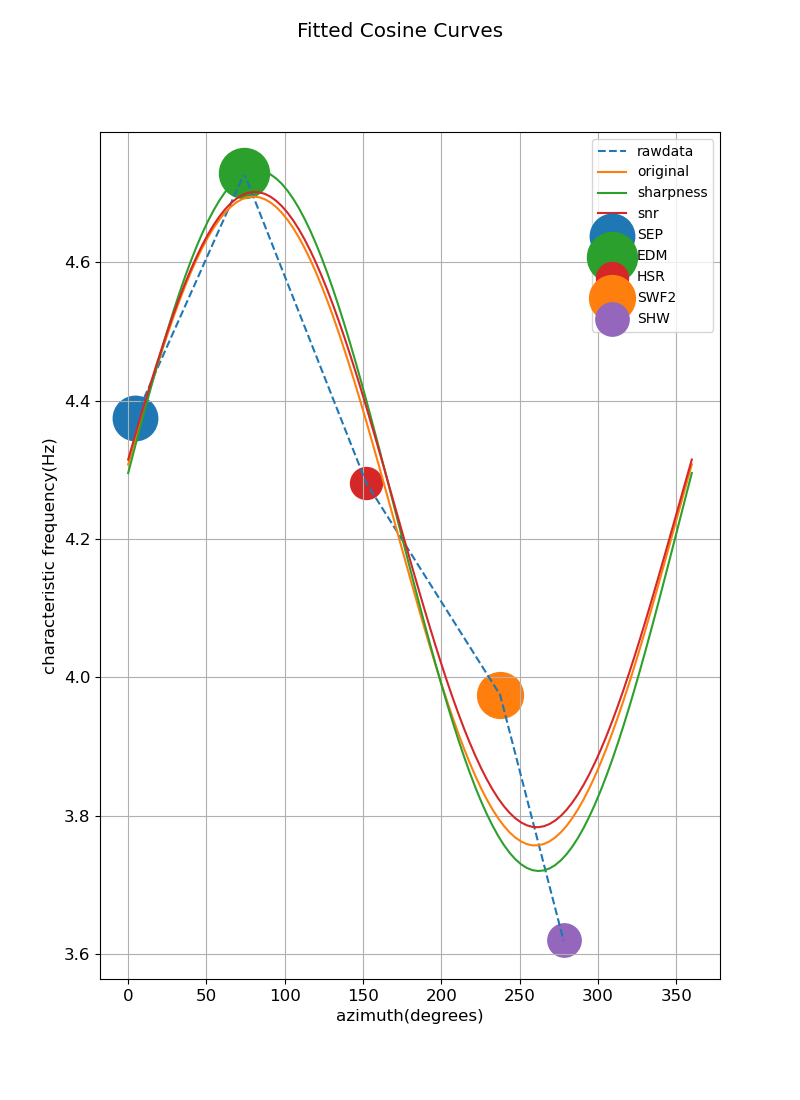 Fitted Cosine Curves
rawdata
original
sharpness
snr
SEP
EDM
HSR
SWF2
SHW
characteristic frequency(Hz)
4.6
4.4
4.2
4.0
3.8
3.6
0 50 100 150 200 250 300 350
azimuth(degrees)